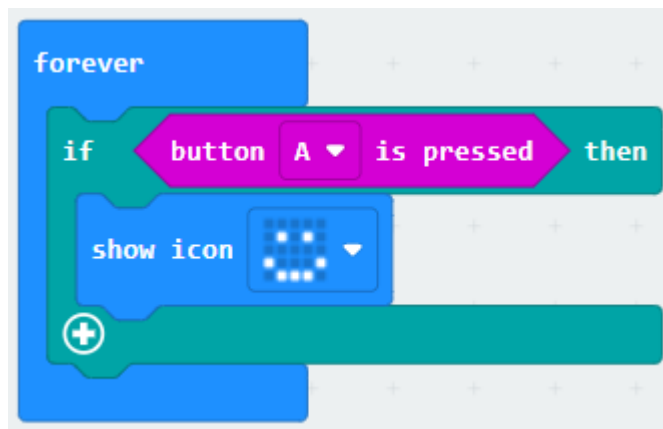 forever
if button A is pressed then
show icon